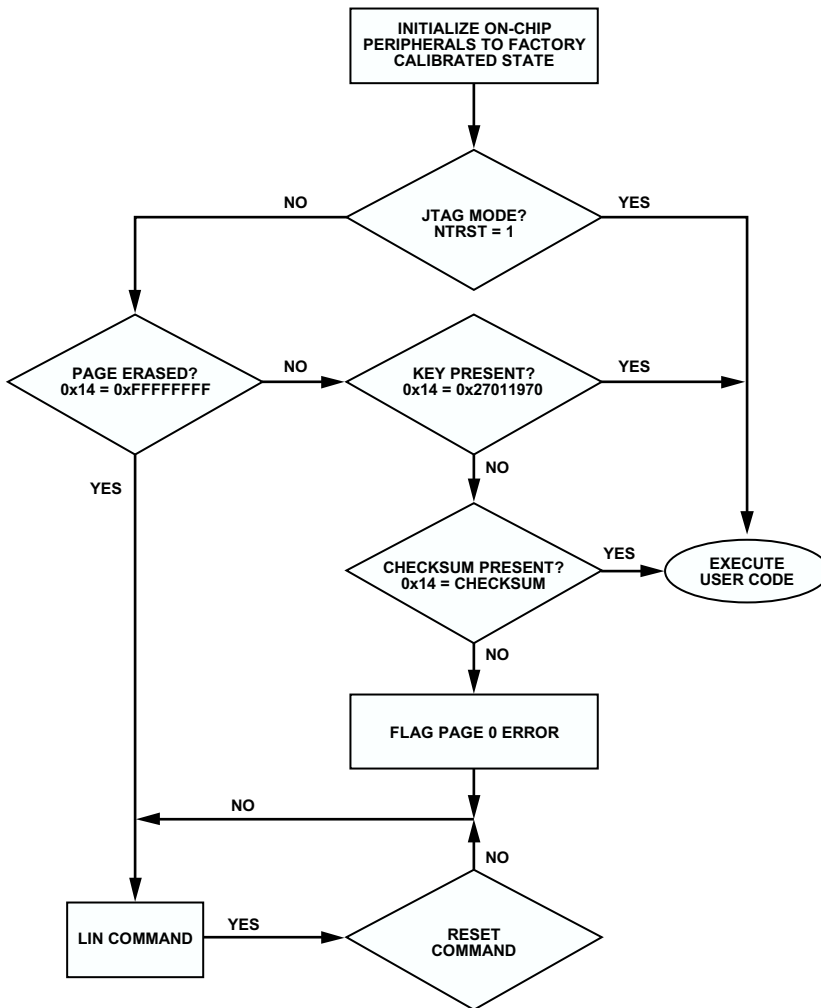 INITIALIZE ON-CHIP
PERIPHERALS TO FACTORY
CALIBRATED STATE
NO
YES
JTAG MODE?
NTRST = 1
PAGE ERASED?
0x14 = 0xFFFFFFFF
NO
KEY PRESENT?
0x14 = 0x27011970
YES
NO
YES
CHECKSUM PRESENT?
0x14 = CHECKSUM
YES
EXECUTE
USER CODE
NO
FLAG PAGE 0 ERROR
NO
NO
LIN COMMAND
YES
RESET
COMMAND